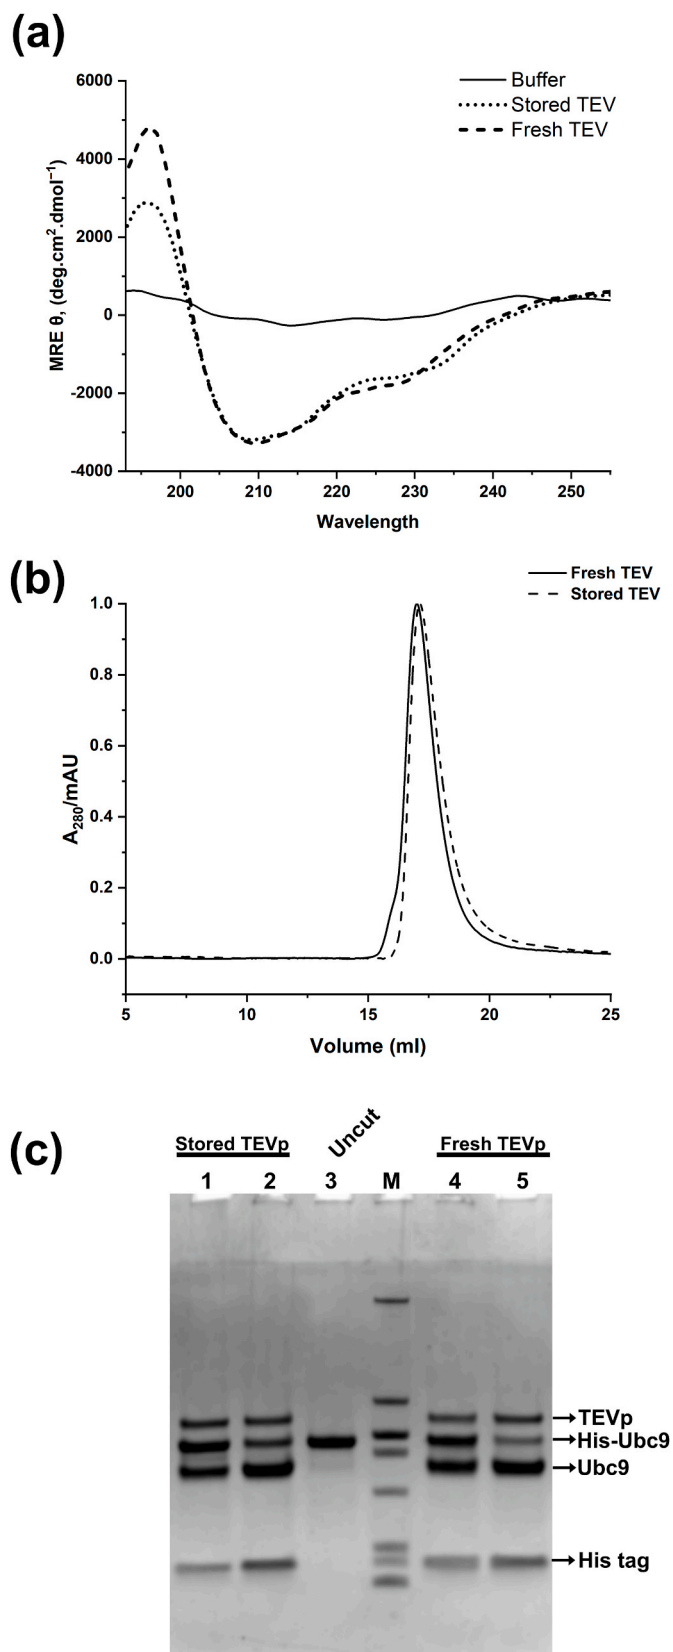 (a)
Buffer
Stored TEV
Fresh TEV
MRE θ, (deg.cm².dmol⁻¹)
6000
4000
2000
0
-2000
-4000
200 210 220 230 240 250
Wavelength
(b)
Fresh TEV
Stored TEV
A₂₈₀/mAU
1.0
0.8
0.6
0.4
0.2
0.0
5 10 15 20 25
Volume (ml)
(c)
Stored TEVp Uncut Fresh TEVp
1 2 3 M 4 5
TEVp
His-Ubc9
Ubc9
His tag